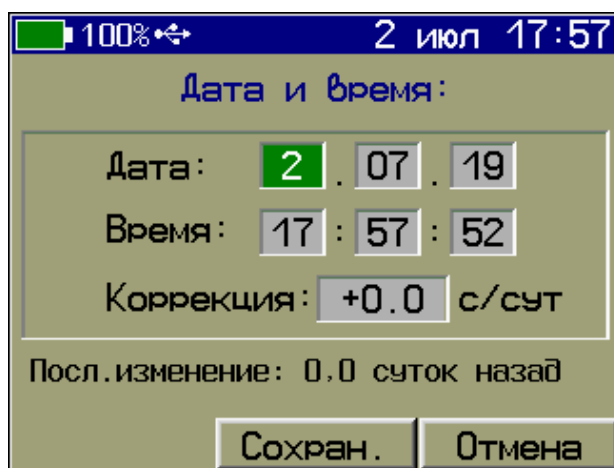 100% 2 июл 17:57
Дата и время:
Дата: 2 . 07 . 19
Время: 17 : 57 : 52
Коррекция: +0.0 с/сут
Посл.изменение: 0,0 суток назад
Сохран. Отмена